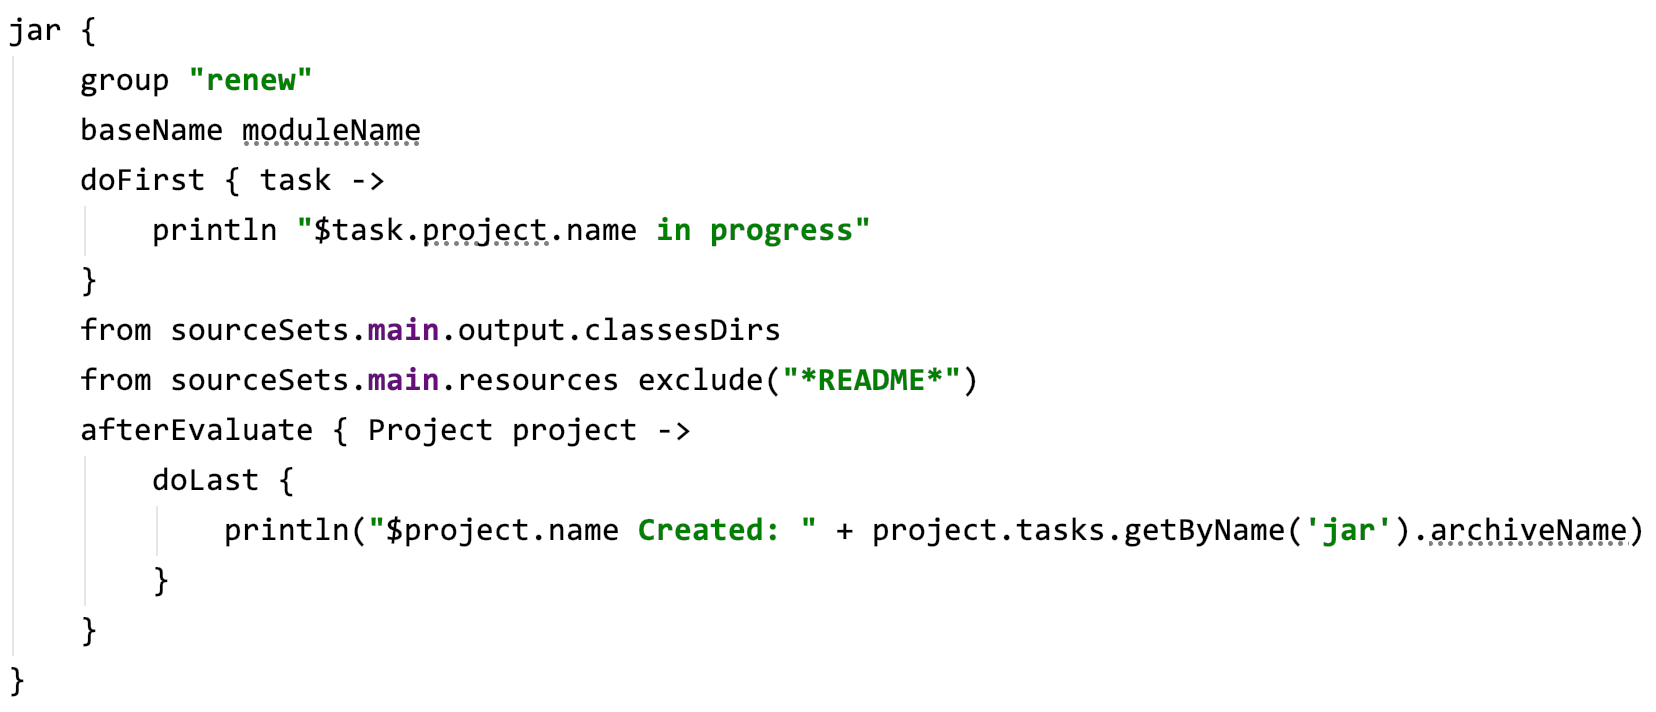 jar {
    group "renew"
    baseName moduleName
    doFirst { task ->
        println "$task.project.name in progress"
    }
    from sourceSets.main.output.classesDirs
    from sourceSets.main.resources exclude("*README*")
    afterEvaluate { Project project ->
        doLast {
            println("$project.name Created: " + project.tasks.getByName('jar').archiveName)
        }
    }
}